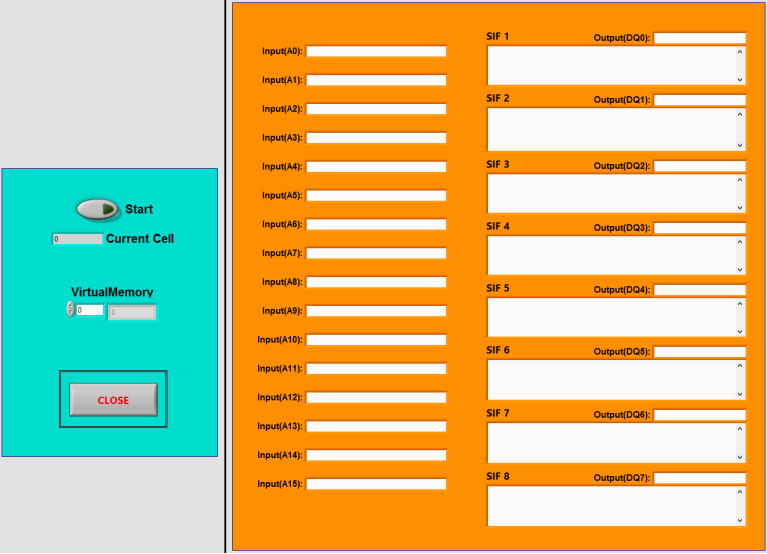 Start
0 Current Cell
VirtualMemory
0 0
CLOSE
Input(A0):
Input(A1):
Input(A2):
Input(A3):
Input(A4):
Input(A5):
Input(A6):
Input(A7):
Input(A8):
Input(A9):
Input(A10):
Input(A11):
Input(A12):
Input(A13):
Input(A14):
Input(A15):
SIF 1 Output(DQ0):
SIF 2 Output(DQ1):
SIF 3 Output(DQ2):
SIF 4 Output(DQ3):
SIF 5 Output(DQ4):
SIF 6 Output(DQ5):
SIF 7 Output(DQ6):
SIF 8 Output(DQ7):